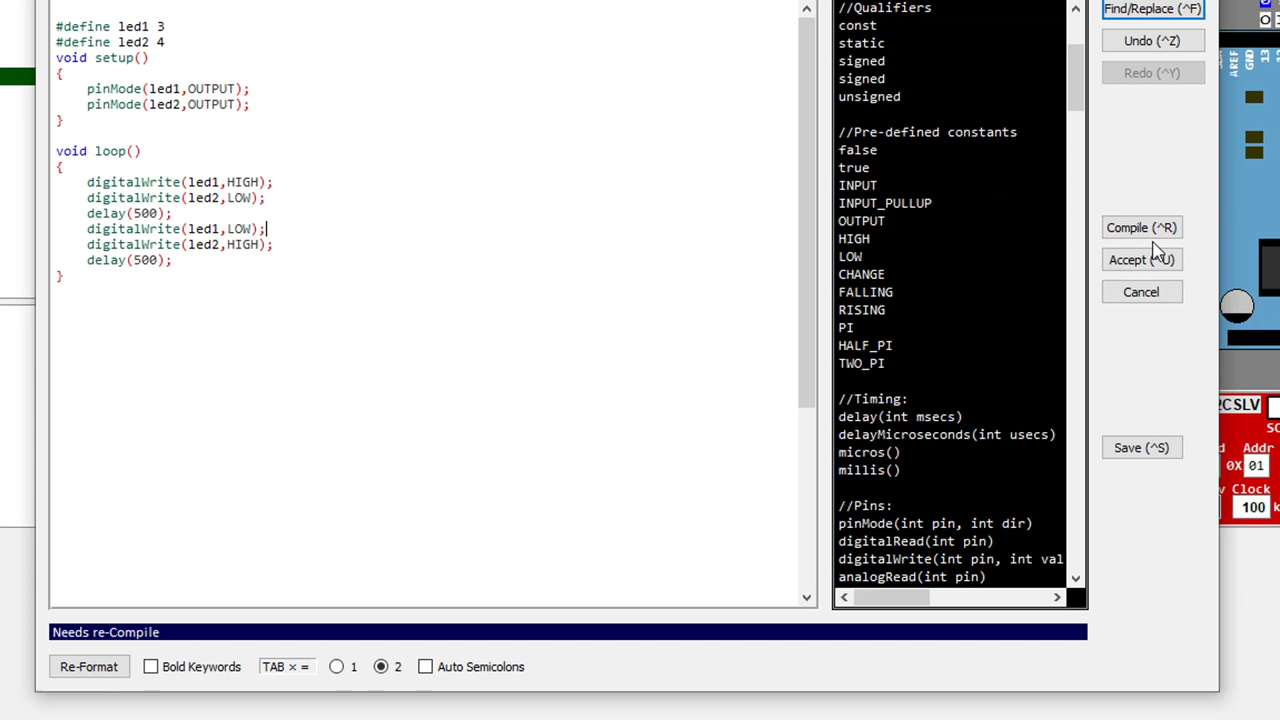 #define led1 3
#define led2 4
void setup()
{
pinMode(led1,OUTPUT);
pinMode(led2,OUTPUT);
}
void loop()
{
digitalWrite(led1,HIGH);
digitalWrite(led2,LOW);
delay(500);
digitalWrite(led1,LOW);
digitalWrite(led2,HIGH);
delay(500);
}
//Qualifiers
const
static
signed
signed
unsigned
//Pre-defined constants
false
true
INPUT
INPUT_PULLUP
OUTPUT
HIGH
LOW
CHANGE
FALLING
RISING
PI
HALF_PI
TWO_PI
//Timing:
delay(int msecs)
delayMicroseconds(int usecs)
micros()
millis()
//Pins:
pinMode(int pin, int dir)
digitalRead(int pin)
digitalWrite(int pin, int val
analogRead(int pin)
Find/Replace (^F)
Undo (^Z)
Redo (^Y)
Compile (^R)
Accept (^U)
Cancel
Save (^S)
AREF
GND
13
CSLV
SC
d Addr
0X 01
v Clock
100 k
Needs re-Compile
Re-Format
Bold Keywords
TAB x =
1
2
Auto Semicolons